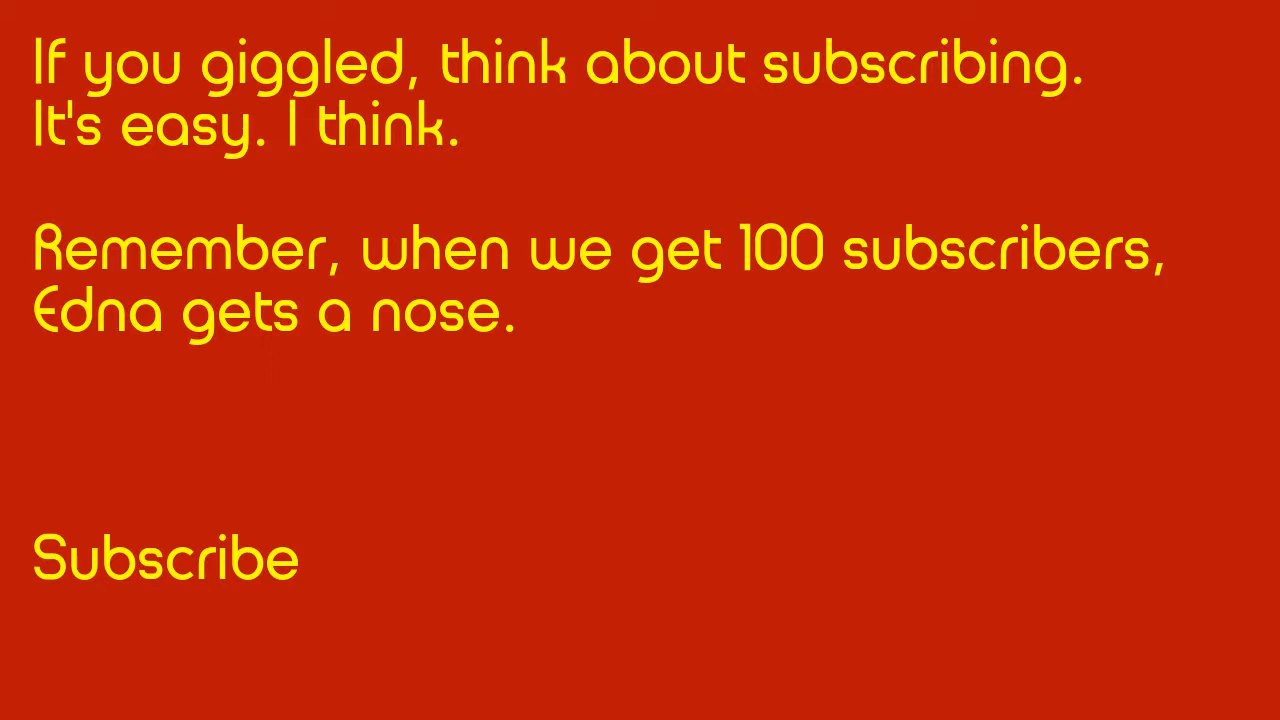 If you giggled, think about subscribing.
It's easy. I think.
Remember, when we get 100 subscribers,
Edna gets a nose.
Subscribe